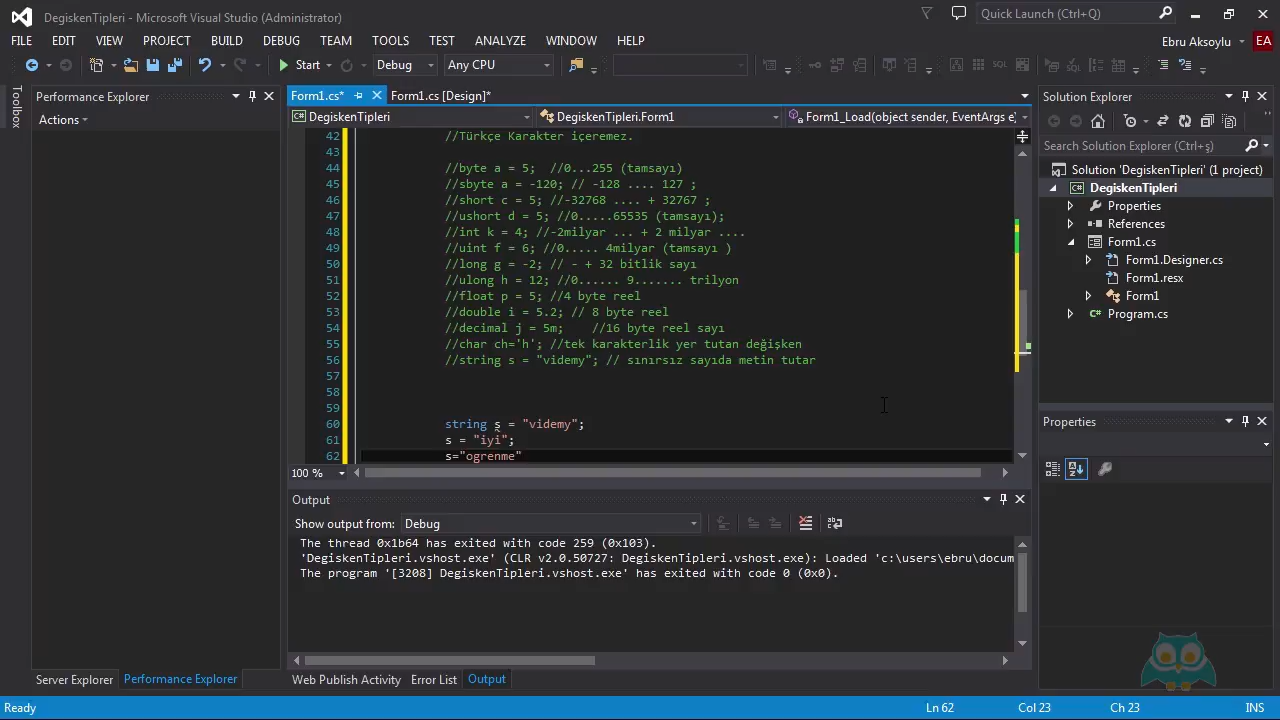 DegiskenTipleri - Microsoft Visual Studio (Administrator)
Quick Launch (Ctrl+Q)
FILE EDIT VIEW PROJECT BUILD DEBUG TEAM TOOLS TEST ANALYZE WINDOW HELP
Ebru Aksoylu EA
Start Debug Any CPU
Toolbox
Performance Explorer
Actions
Form1.cs* Form1.cs [Design]*
DegiskenTipleri DegiskenTipleri.Form1 Form1_Load(object sender, EventArgs e)
42 //Türkçe Karakter içeremez.
43
44 //byte a = 5; //0...255 (tamsayı)
45 //sbyte a = -120; // -128 .... 127 ;
46 //short c = 5; //-32768 .... + 32767 ;
47 //ushort d = 5; //0.....65535 (tamsayı);
48 //int k = 4; //-2milyar ... + 2 milyar ....
49 //uint f = 6; //0..... 4milyar (tamsayı )
50 //long g = -2; // - + 32 bitlik sayı
51 //ulong h = 12; //0...... 9....... trilyon
52 //float p = 5; //4 byte reel
53 //double i = 5.2; // 8 byte reel
54 //decimal j = 5m; //16 byte reel sayı
55 //char ch='h'; //tek karakterlik yer tutan değişken
56 //string s = "videmy"; // sınırsız sayıda metin tutar
57
58
59
60 string s = "videmy";
61 s = "iyi";
62 s="ogrenme"
100 %
Output
Show output from: Debug
The thread 0x1b64 has exited with code 259 (0x103).
'DegiskenTipleri.vshost.exe' (CLR v2.0.50727: DegiskenTipleri.vshost.exe): Loaded 'c:\users\ebru\docum
The program '[3208] DegiskenTipleri.vshost.exe' has exited with code 0 (0x0).
Server Explorer Performance Explorer
Web Publish Activity Error List Output
Solution Explorer
Search Solution Explorer (Ctrl+ş)
Solution 'DegiskenTipleri' (1 project)
DegiskenTipleri
Properties
References
Form1.cs
Form1.Designer.cs
Form1.resx
Form1
Program.cs
Properties
Ready Ln 62 Col 23 Ch 23 INS